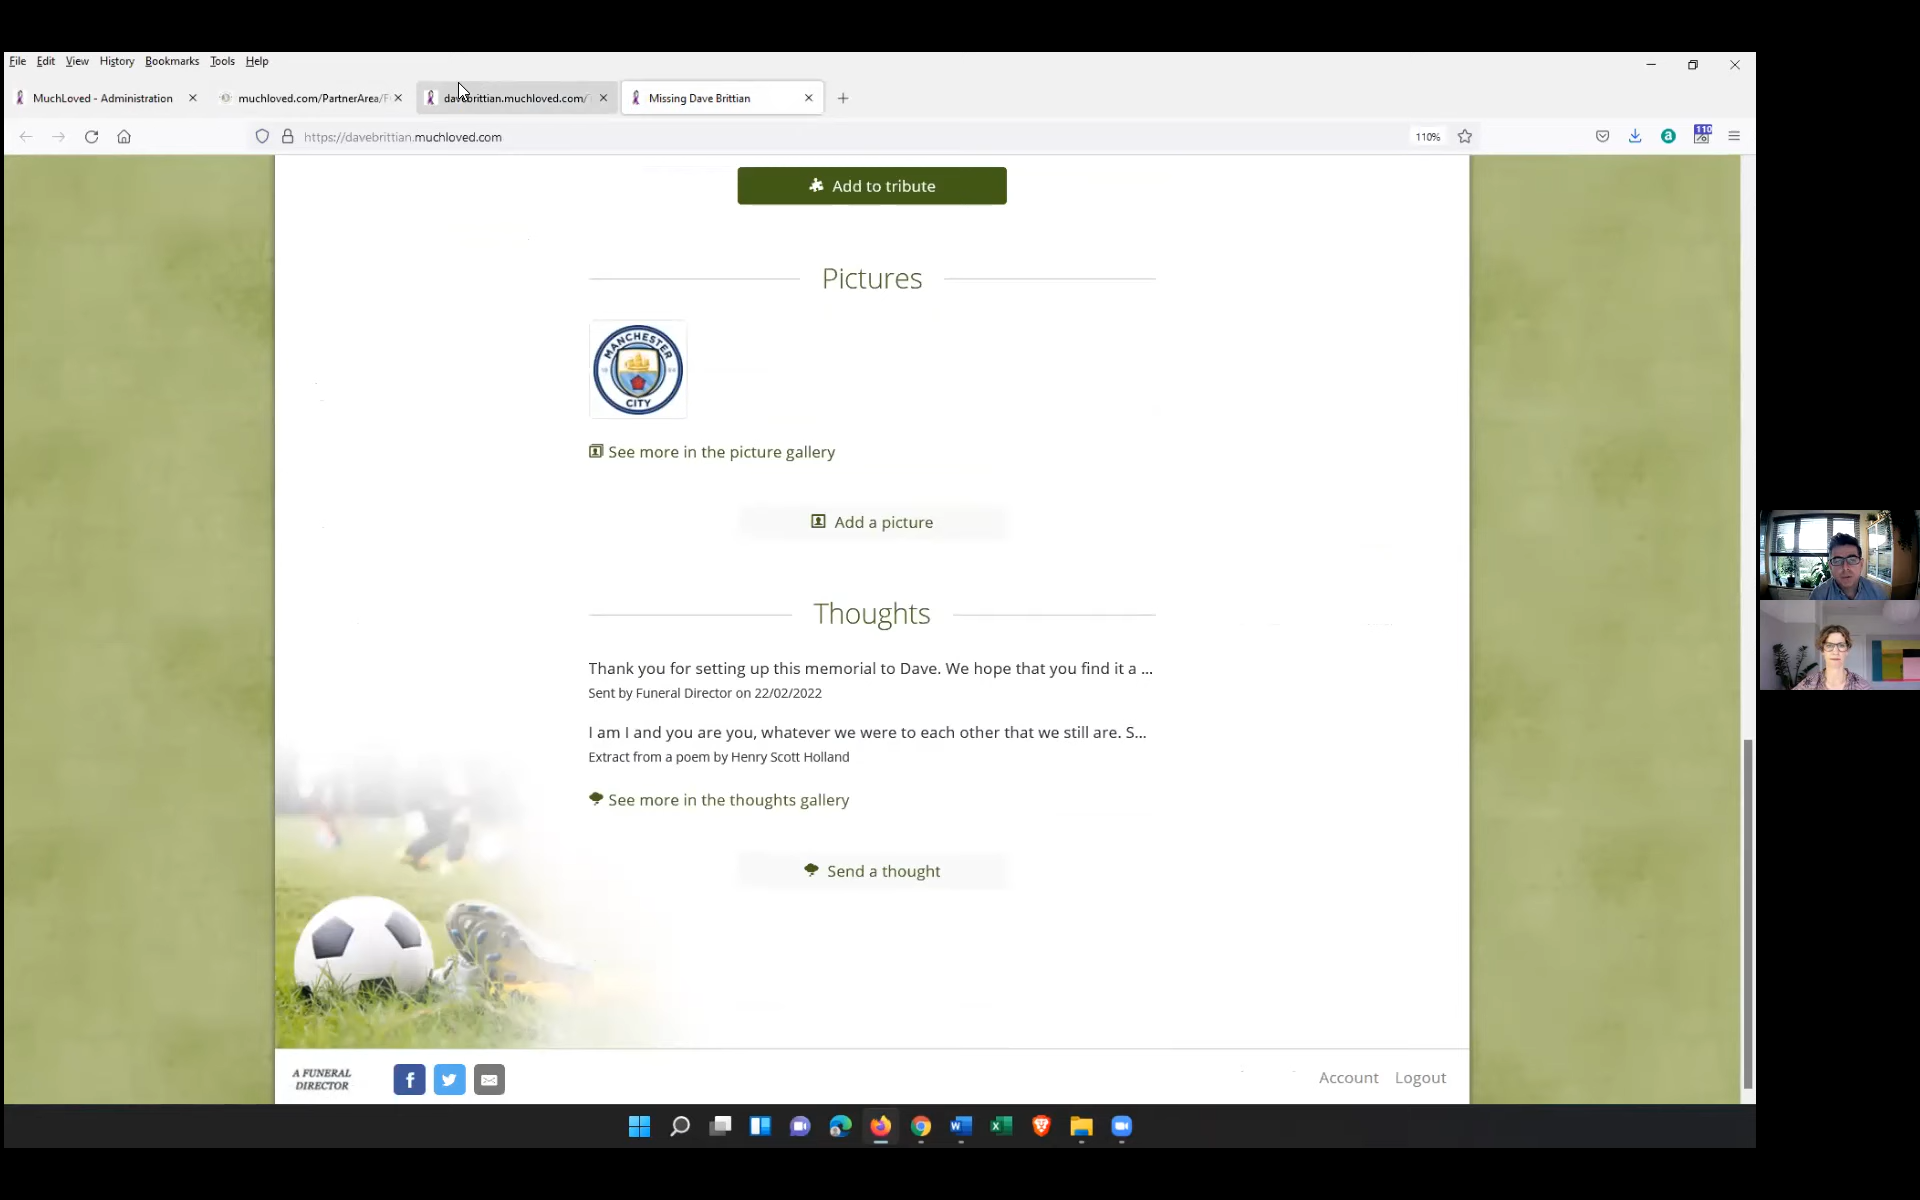 File Edit View History Bookmarks Tools Help
MuchLoved - Administration
muchloved.com/PartnerArea/F
davebrittian.muchloved.com/
Missing Dave Brittian
https://davebrittian.muchloved.com
110%
110
Add to tribute
Pictures
MANCHESTER
CITY
See more in the picture gallery
Add a picture
Thoughts
Thank you for setting up this memorial to Dave. We hope that you find it a ...
Sent by Funeral Director on 22/02/2022
I am I and you are you, whatever we were to each other that we still are. S...
Extract from a poem by Henry Scott Holland
See more in the thoughts gallery
Send a thought
A FUNERAL
DIRECTOR
Account Logout